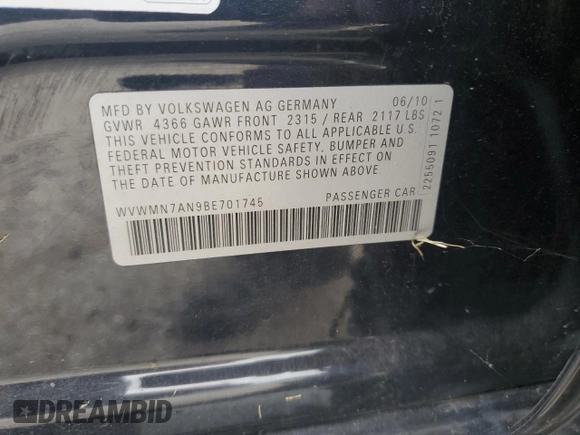 MFD BY VOLKSWAGEN AG GERMANY 06/10
GVWR 4366 GAWR FRONT 2315 / REAR 2117 LBS
THIS VEHICLE CONFORMS TO ALL APPLICABLE U.S.
FEDERAL MOTOR VEHICLE SAFETY, BUMPER AND
THEFT PREVENTION STANDARDS IN EFFECT ON
THE DATE OF MANUFACTURE SHOWN ABOVE.
WVWMN7AN9BE701745 PASSENGER CAR
2255091 1072 1
DREAMBID